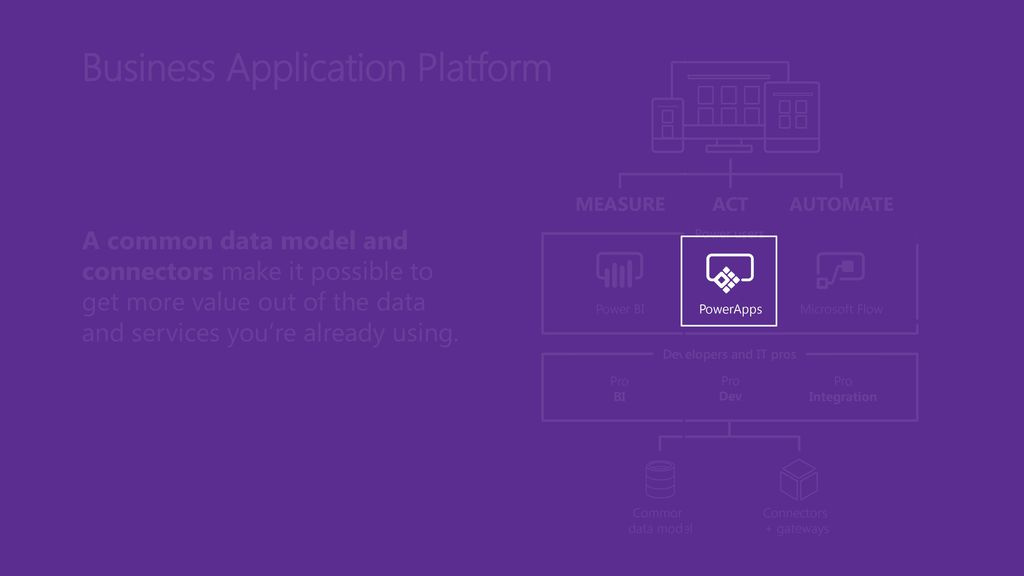 Business Application Platform
A common data model and
connectors make it possible to
get more value out of the data
and services you're already using.
MEASURE
ACT
AUTOMATE
Power users
Power BI
PowerApps
Microsoft Flow
Developers and IT pros
Pro
BI
Pro
Dev
Pro
Integration
Common
data model
Connectors
+ gateways